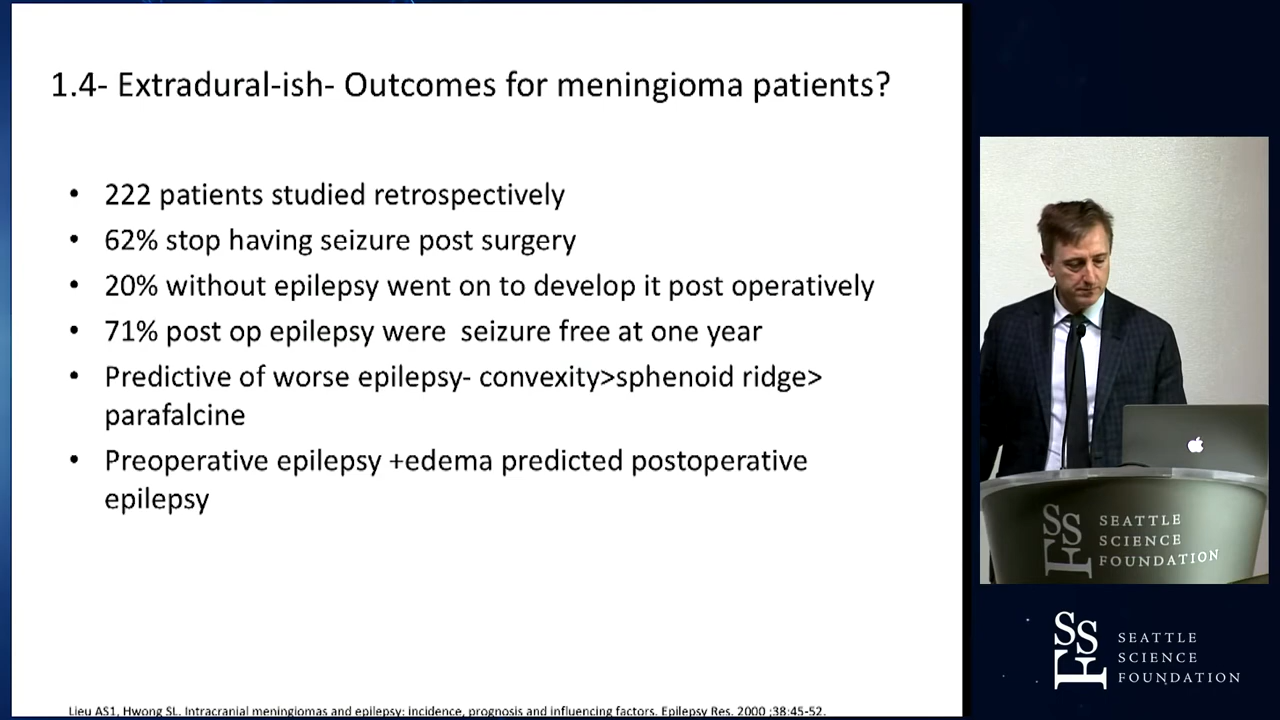 1.4- Extradural-ish- Outcomes for meningioma patients?
• 222 patients studied retrospectively
• 62% stop having seizure post surgery
• 20% without epilepsy went on to develop it post operatively
• 71% post op epilepsy were  seizure free at one year
• Predictive of worse epilepsy- convexity>sphenoid ridge>
parafalcine
• Preoperative epilepsy +edema predicted postoperative
epilepsy
Lieu AS1, Hwong SL. Intracranial meningiomas and epilepsy: incidence, prognosis and influencing factors. Epilepsy Res. 2000 ;38:45-52.
SSF
SEATTLE
SCIENCE
FOUNDATION
SSF
SEATTLE
SCIENCE
FOUNDATION